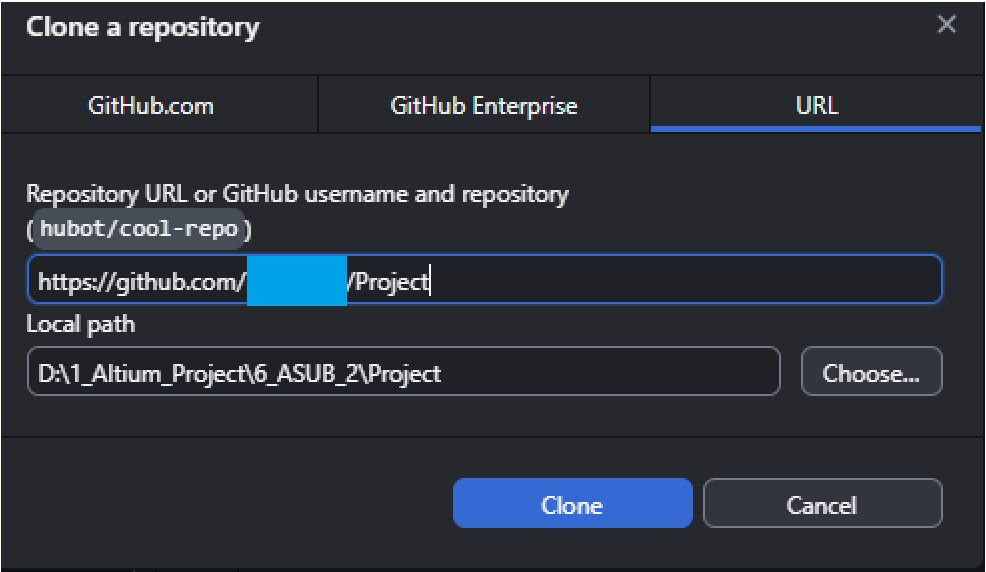 Clone a repository
GitHub.com
GitHub Enterprise
URL
Repository URL or GitHub username and repository
(hubot/cool-repo)
https://github.com/ /Project
Local path
D:\1_Altium_Project\6_ASUB_2\Project
Choose...
Clone
Cancel